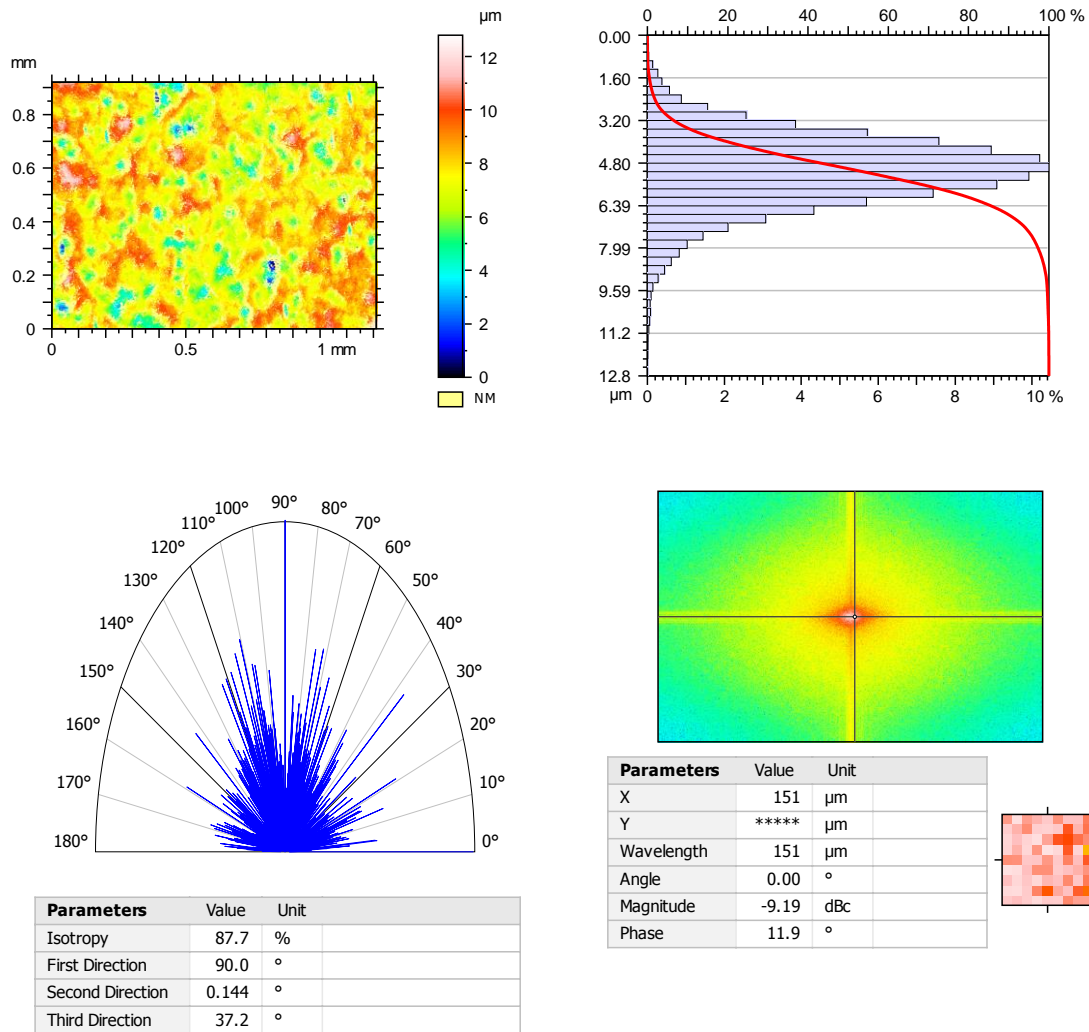 µm
mm
12
0.8
10
0.6
8
6
0.4
4
0.2
2
0
0
0 0.5 1 mm
NM
0 20 40 60 80 100 %
0.00
1.60
3.20
4.80
6.39
7.99
9.59
11.2
12.8
µm 0 2 4 6 8 10 %
90°
100° 80°
110° 70°
120° 60°
130° 50°
140° 40°
150° 30°
160° 20°
170° 10°
180° 0°
Parameters Value Unit
Isotropy 87.7 %
First Direction 90.0 °
Second Direction 0.144 °
Third Direction 37.2 °
Parameters Value Unit
X 151 µm
Y ***** µm
Wavelength 151 µm
Angle 0.00 °
Magnitude -9.19 dBc
Phase 11.9 °